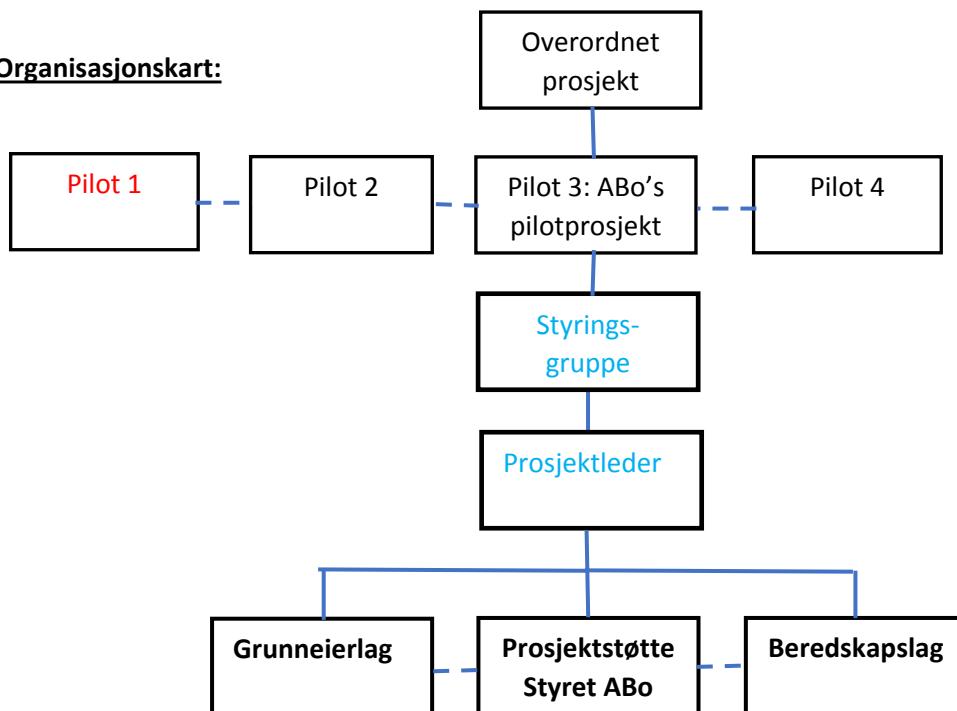 Organisasjonskart:
Overordnet
prosjekt
Pilot 1
Pilot 2
Pilot 3: ABo's
pilotprosjekt
Pilot 4
Styrings-
gruppe
Prosjektleder
Grunneierlag
Prosjektstøtte
Styret ABo
Beredskapslag